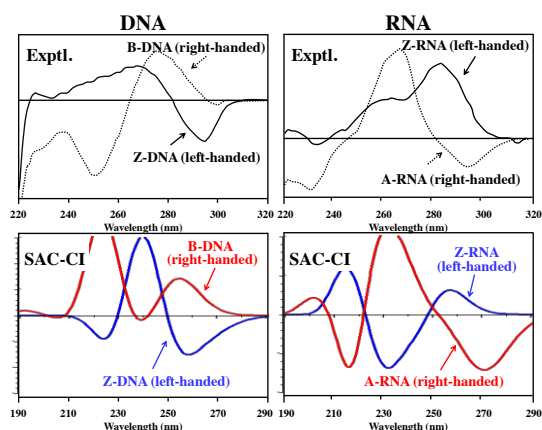 DNA
RNA
Exptl.
B-DNA (right-handed)
Z-DNA (left-handed)
220 240 260 280 300 320
Wavelength (nm)
Exptl.
Z-RNA (left-handed)
A-RNA (right-handed)
220 240 260 280 300 320
Wavelength (nm)
SAC-CI
B-DNA
(right-handed)
Z-DNA (left-handed)
190 210 230 250 270 290
Wavelength (nm)
SAC-CI
Z-RNA
(left-handed)
A-RNA (right-handed)
190 210 230 250 270 290
Wavelength (nm)